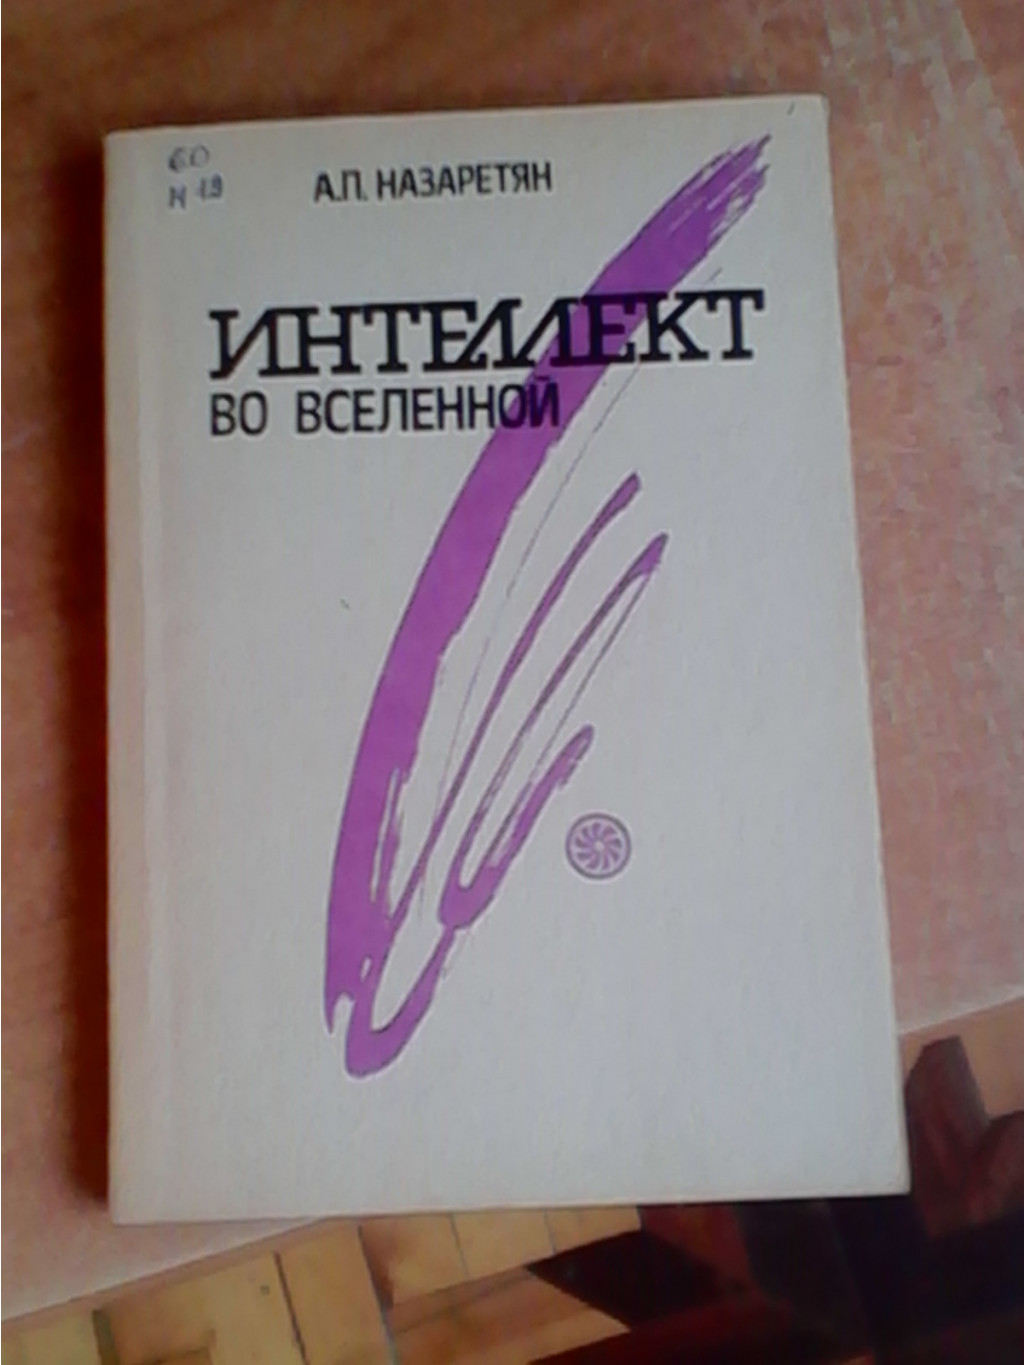 60
Н 19
А.П. НАЗАРЕТЯН
ИНТЕЛЛЕКТ
ВО ВСЕЛЕННОЙ